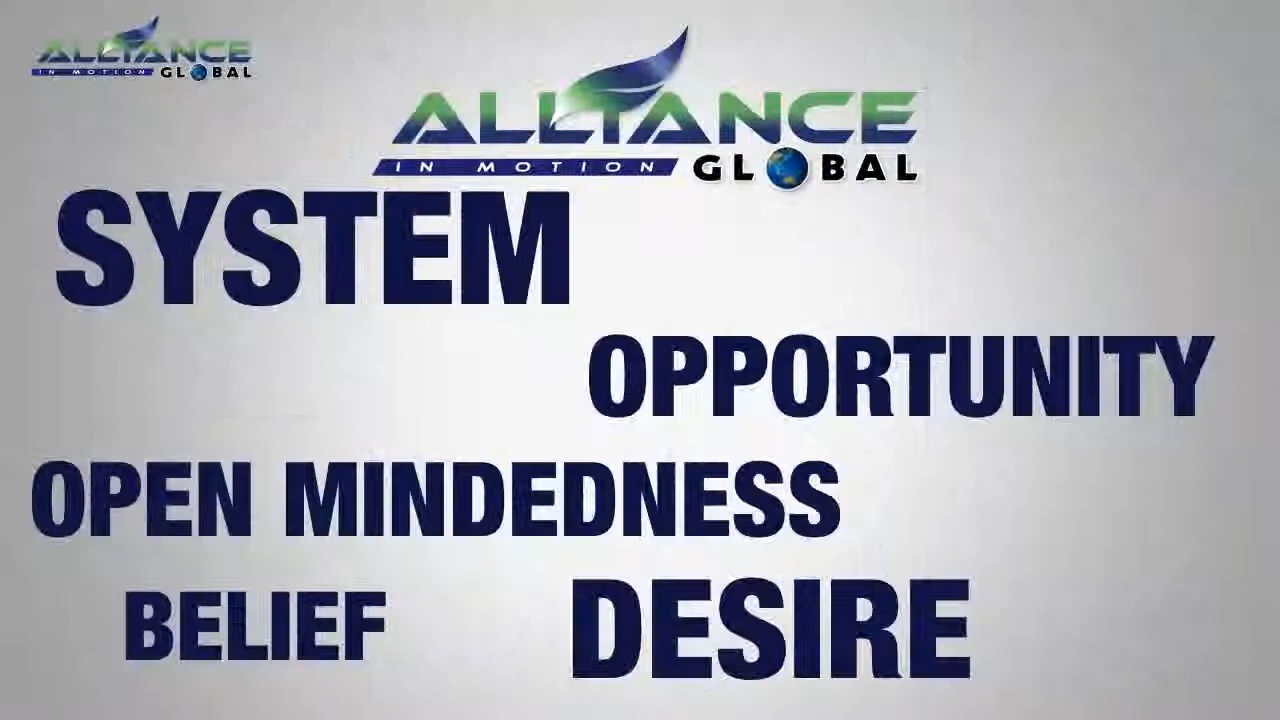 ALLIANCE
IN MOTION GLOBAL
ALLIANCE
IN MOTION GLOBAL
SYSTEM
OPPORTUNITY
OPEN MINDEDNESS
BELIEF
DESIRE